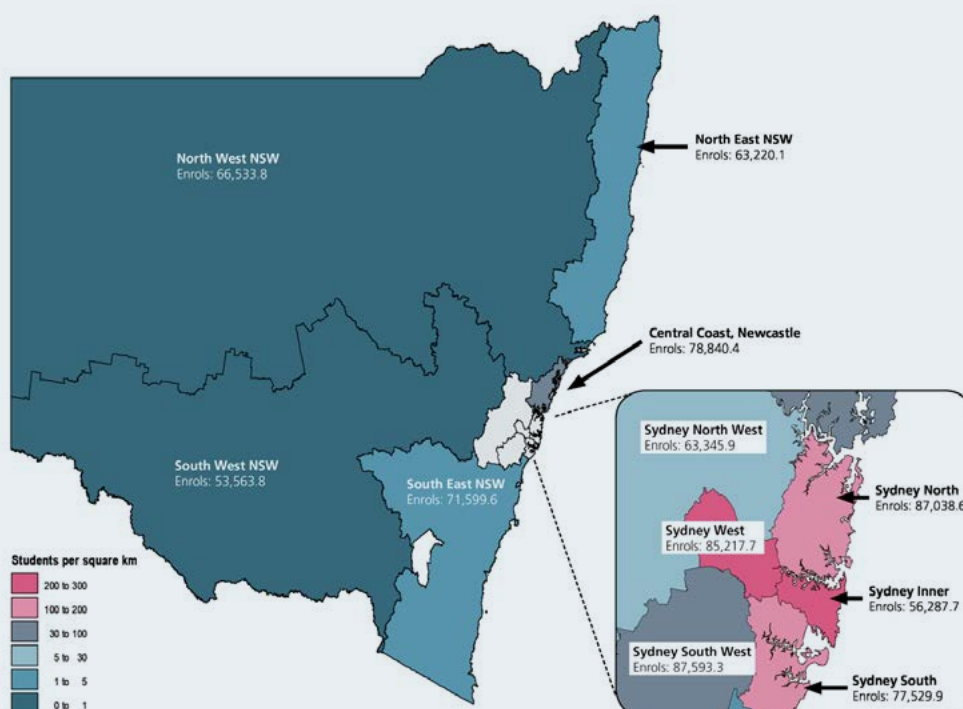 North West NSW
Enrols: 66,533.8
North East NSW
Enrols: 63,220.1
Central Coast, Newcastle
Enrols: 78,840.4
South West NSW
Enrols: 53,563.8
South East NSW
Enrols: 71,599.6
Sydney North West
Enrols: 63,345.9
Sydney North
Enrols: 87,038.6
Sydney West
Enrols: 85,217.7
Sydney Inner
Enrols: 56,287.7
Sydney South West
Enrols: 87,593.3
Sydney South
Enrols: 77,529.9
Students per square km
200 to 300
100 to 200
30 to 100
5 to 30
1 to 5
0 to 1